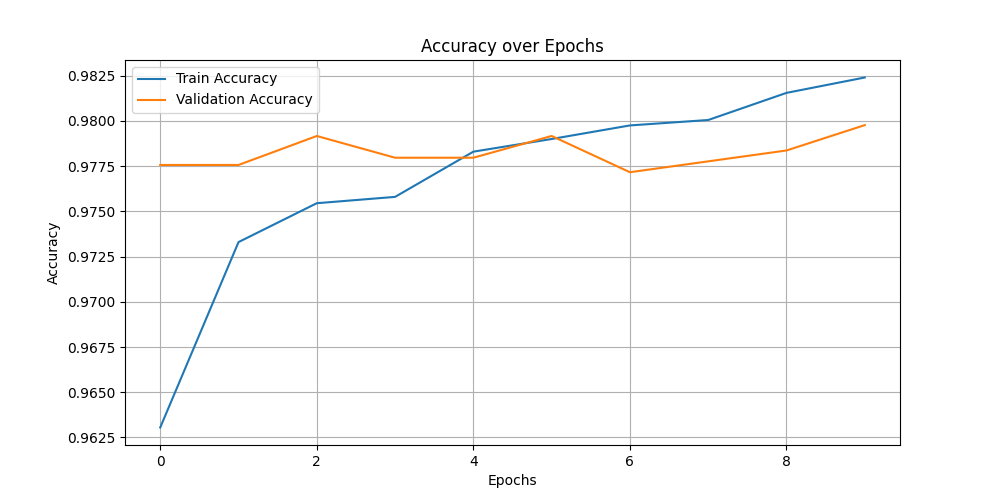 Accuracy over Epochs
Train Accuracy
Validation Accuracy
0.9825
0.9800
0.9775
0.9750
0.9725
0.9700
0.9675
0.9650
0.9625
Accuracy
0 2 4 6 8
Epochs